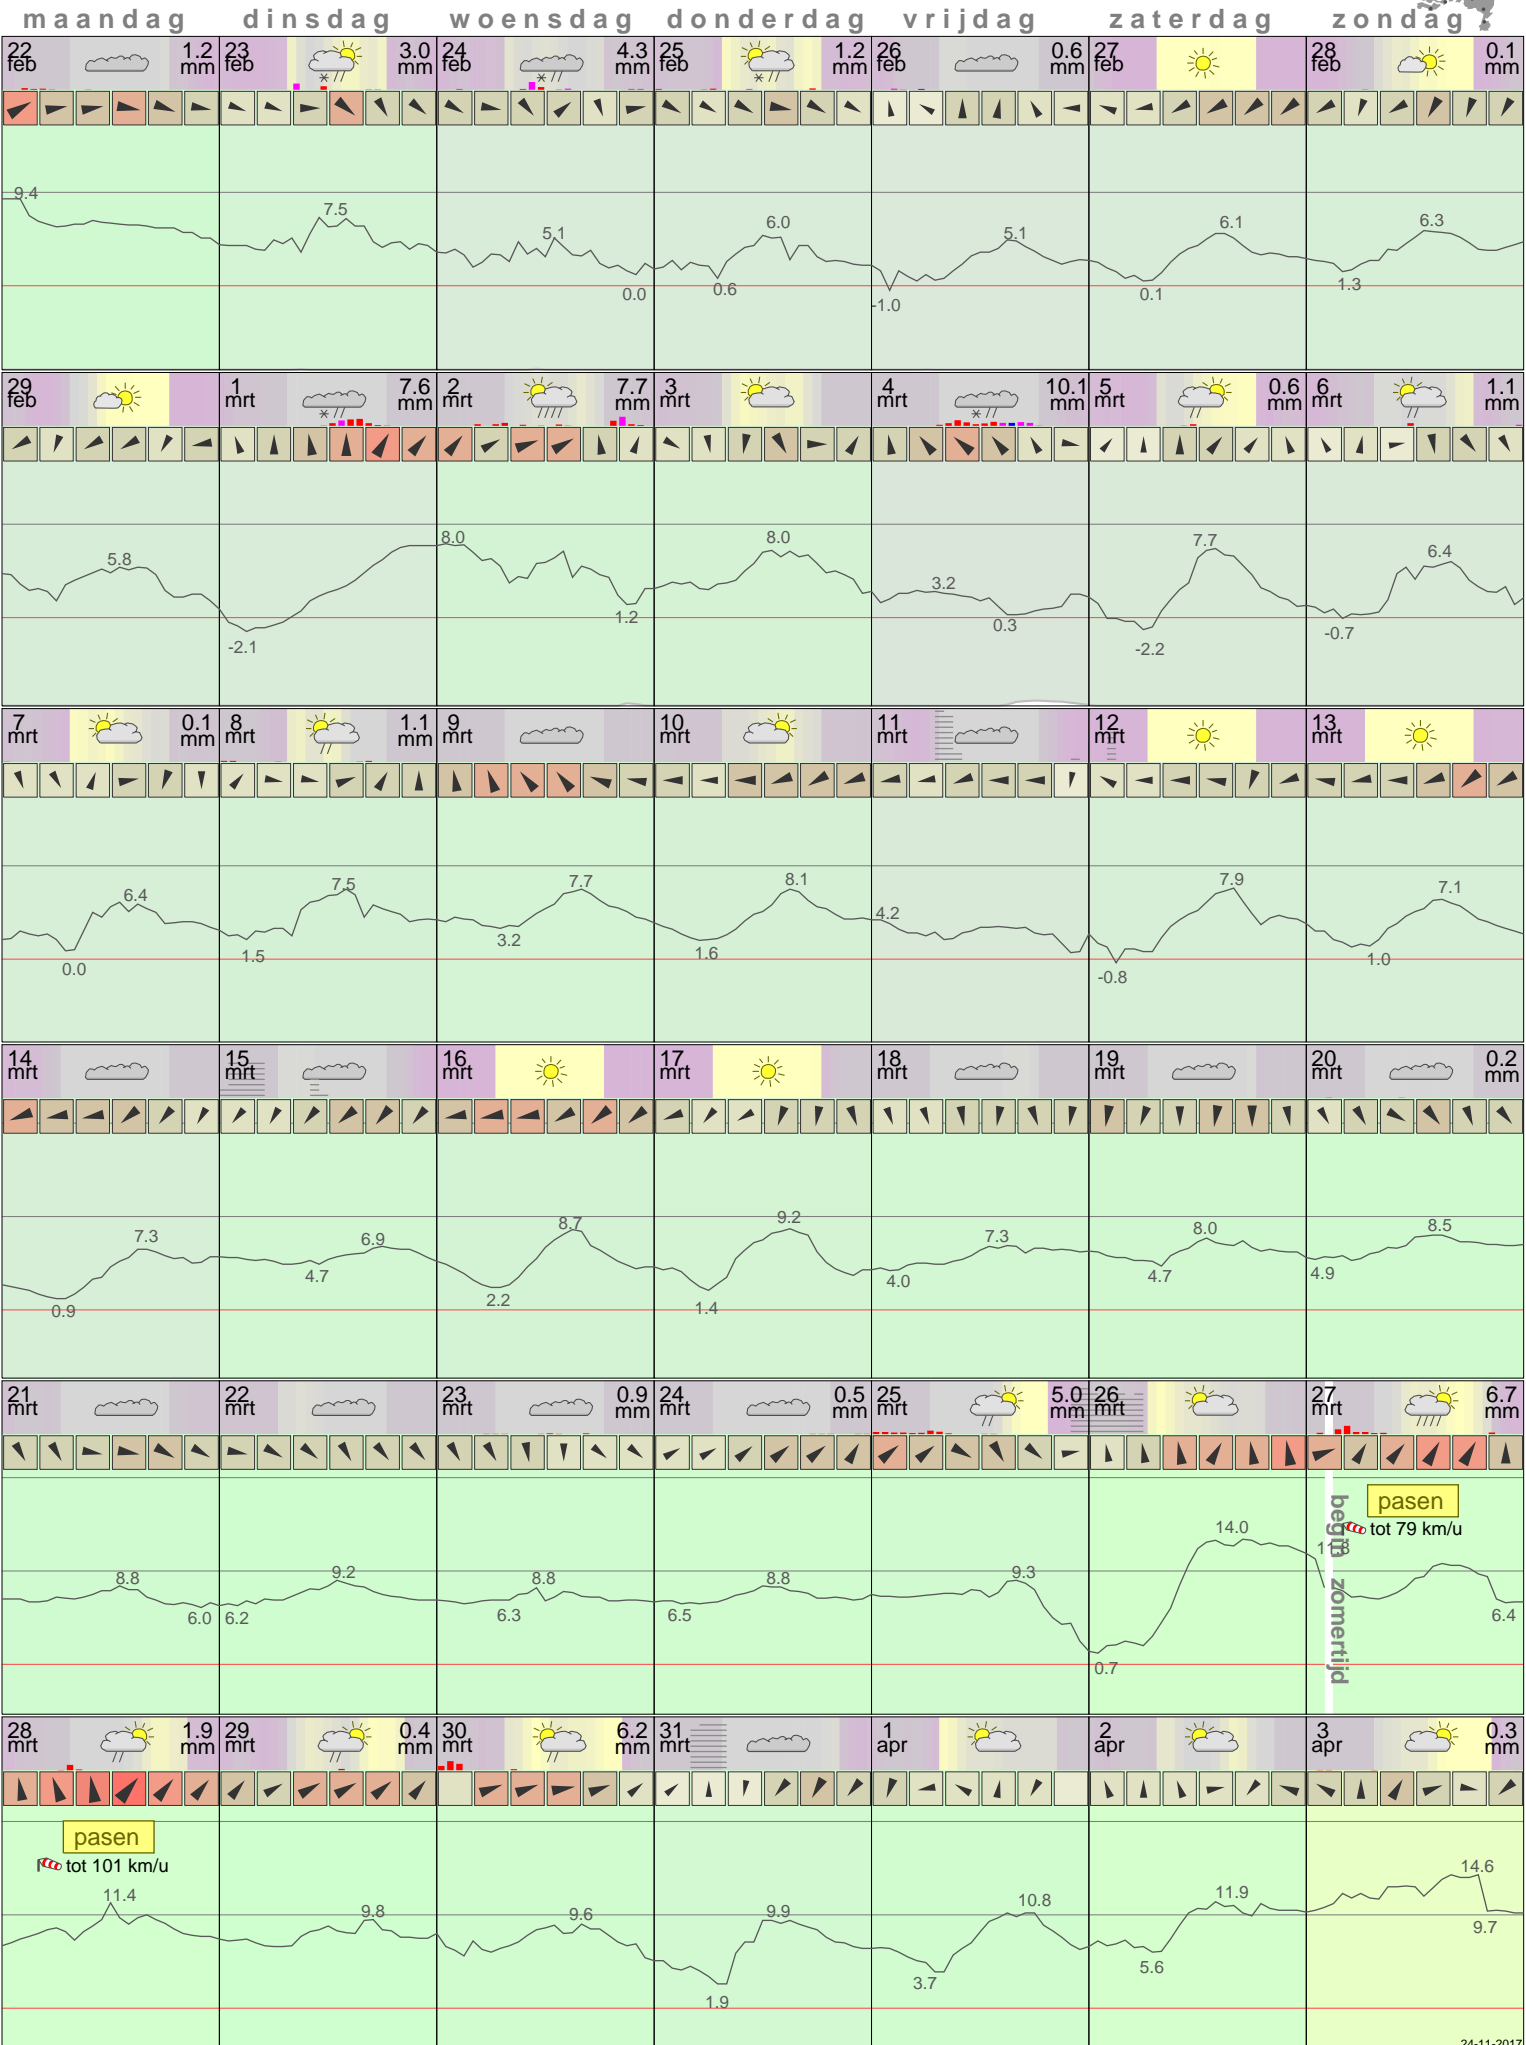 maandag dinsdag woensdag donderdag vrijdag zaterdag zondag
22 feb 1.2 mm 23 feb 3.0 mm 24 feb 4.3 mm 25 feb 1.2 mm 26 feb 0.6 mm 27 feb 28 feb 0.1 mm
9.4 7.5 5.1 0.0 6.0 0.6 -1.0 5.1 0.1 6.1 1.3 6.3
29 feb 1 mrt 7.6 mm 2 mrt 7.7 mm 3 mrt 4 mrt 10.1 mm 5 mrt 0.6 mm 6 mrt 1.1 mm
5.8 -2.1 8.0 1.2 8.0 3.2 0.3 -2.2 7.7 -0.7 6.4
7 mrt 0.1 mm 8 mrt 1.1 mm 9 mrt 10 mrt 11 mrt 12 mrt 13 mrt
0.0 6.4 1.5 7.5 3.2 7.7 1.6 8.1 4.2 -0.8 7.9 1.0 7.1
14 mrt 15 mrt 16 mrt 17 mrt 18 mrt 19 mrt 20 mrt 0.2 mm
0.9 7.3 4.7 6.9 2.2 8.7 1.4 9.2 4.0 7.3 4.7 8.0 4.9 8.5
21 mrt 22 mrt 23 mrt 0.9 mm 24 mrt 0.5 mm 25 mrt 5.0 mm 26 mrt 27 mrt 6.7 mm
pasen
tot 79 km/u
begin zomertijd
8.8 6.0 6.2 9.2 6.3 8.8 6.5 8.8 9.3 0.7 14.0 11.8 6.4
28 mrt 1.9 mm 29 mrt 0.4 mm 30 mrt 6.2 mm 31 mrt 1 apr 2 apr 3 apr 0.3 mm
pasen
tot 101 km/u
11.4 9.8 9.6 1.9 9.9 3.7 10.8 5.6 11.9 14.6 9.7
24-11-2017